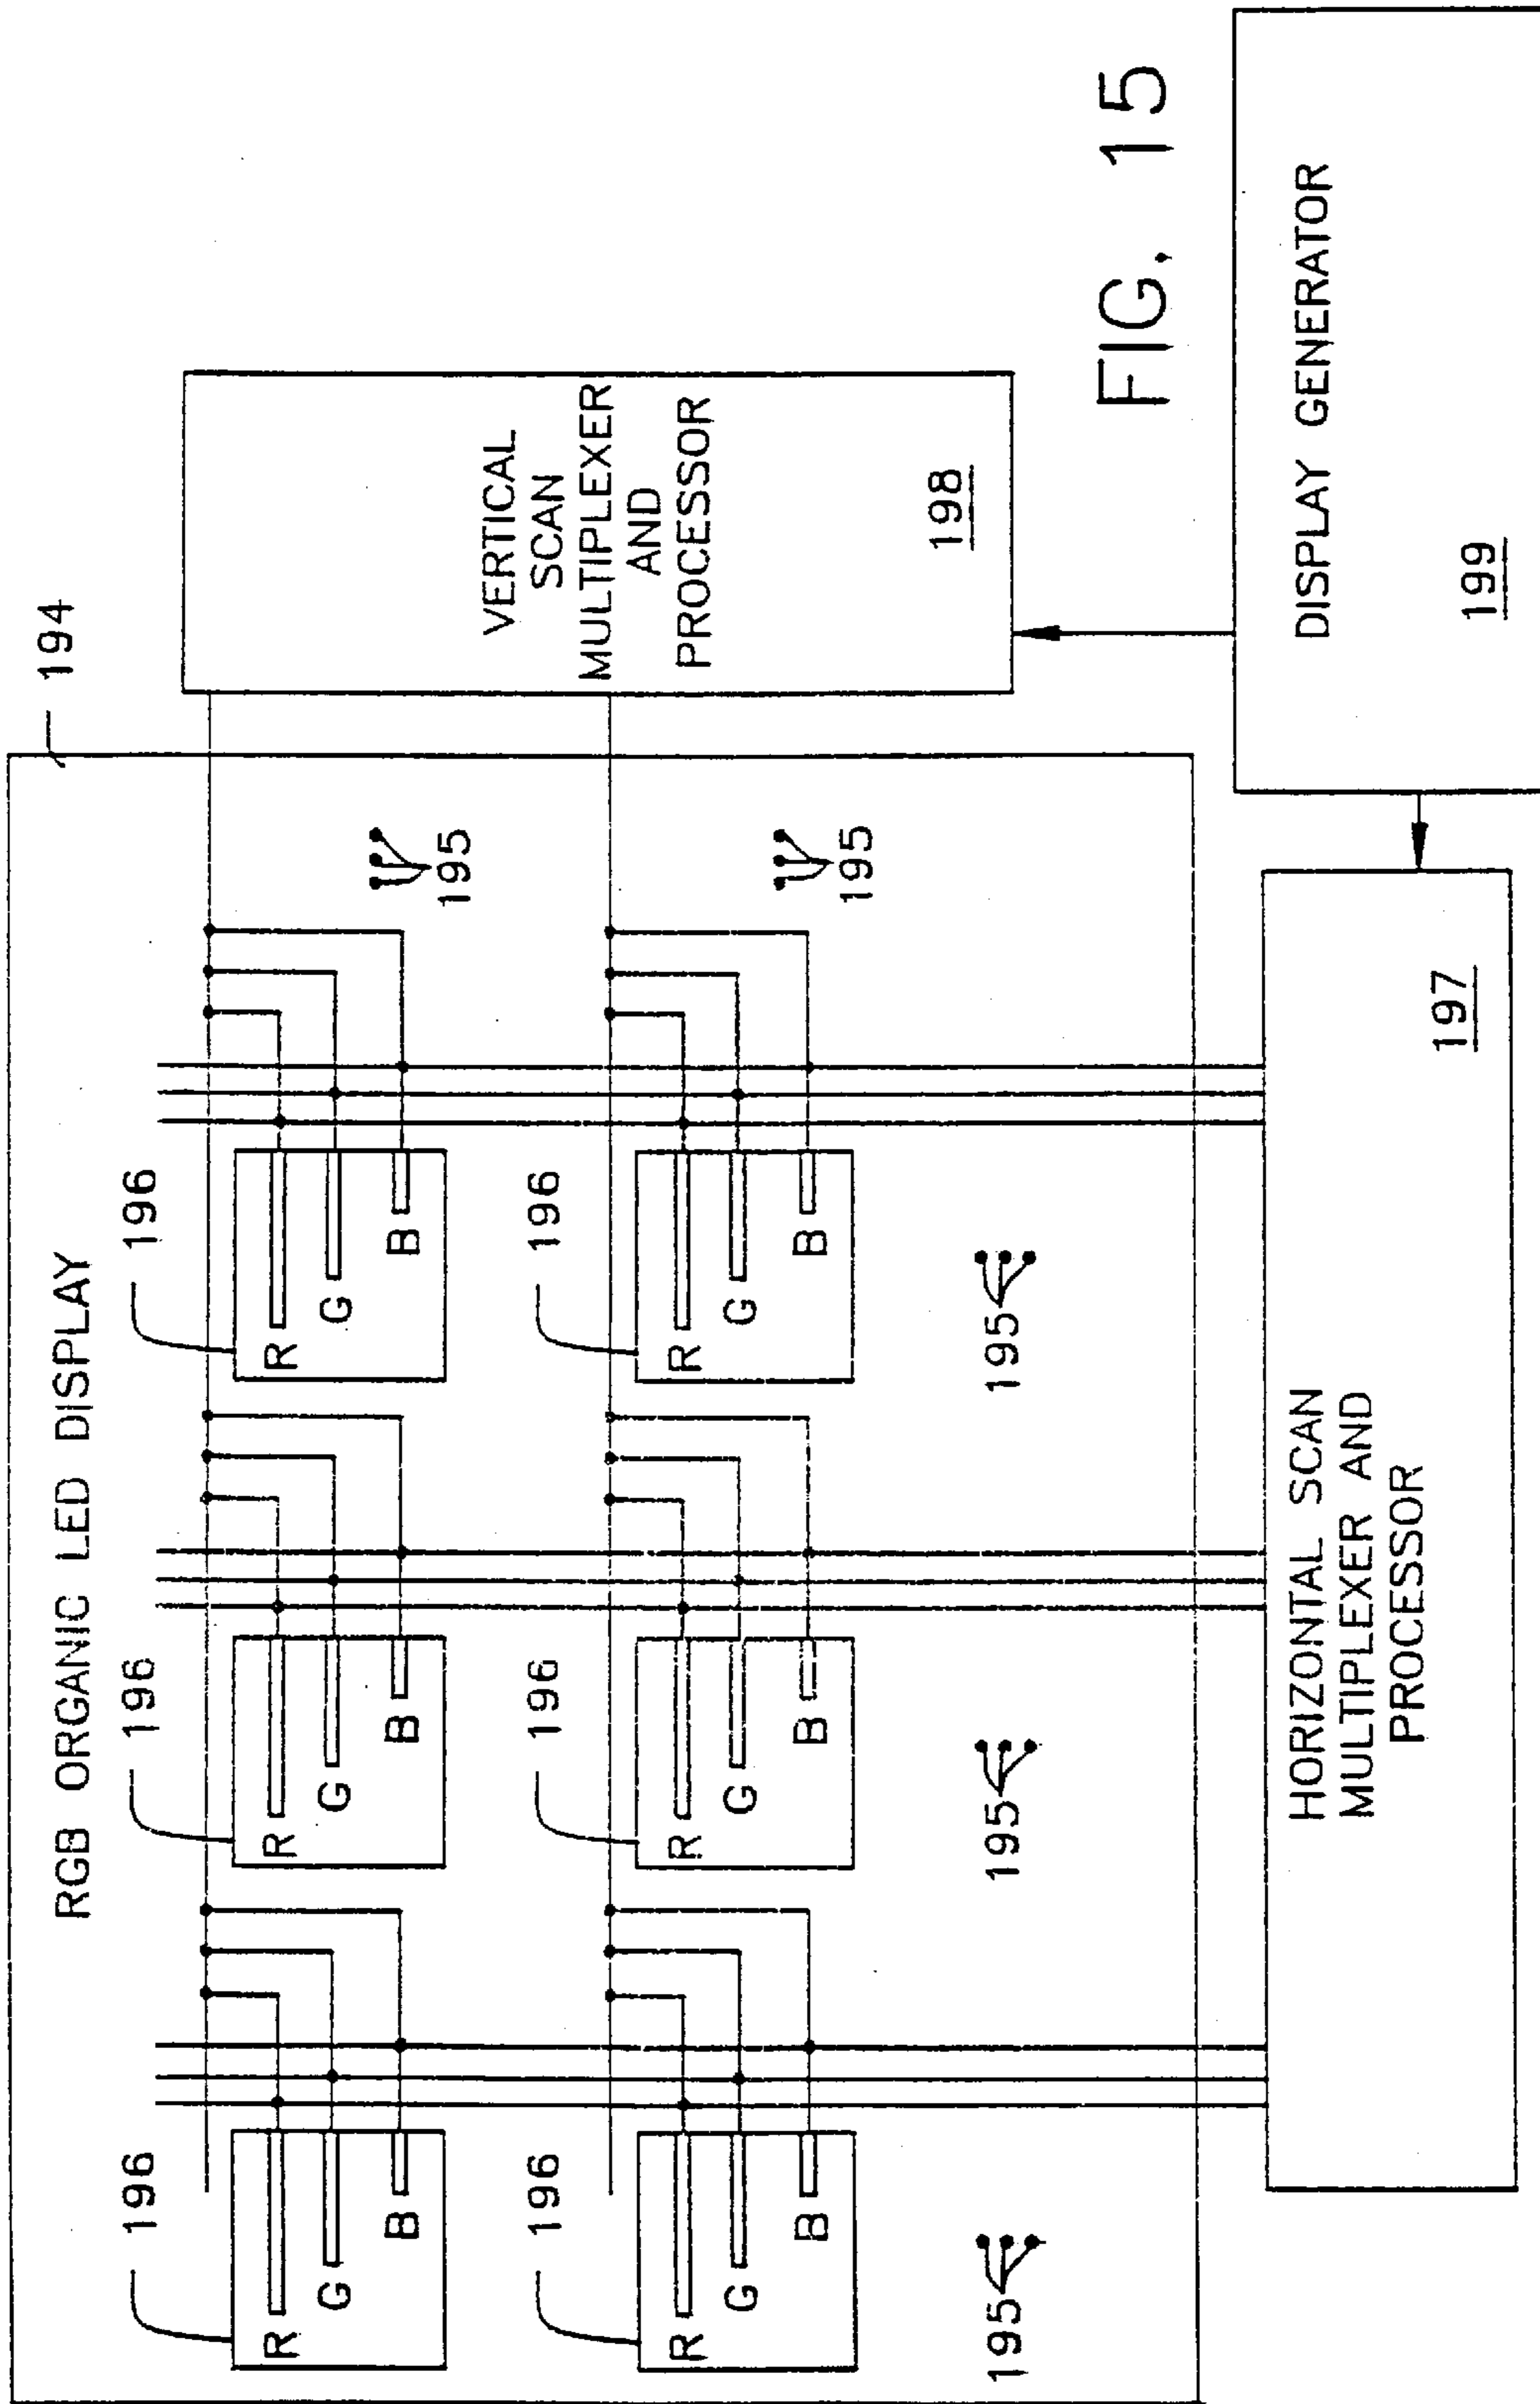 RGB ORGANIC LED DISPLAY
194
196
196
196
R
G
B
R
G
B
R
G
B
195
196
196
196
R
G
B
R
G
B
R
G
B
195
195
195
195
VERTICAL
SCAN
MULTIPLEXER
AND
PROCESSOR
198
HORIZONTAL SCAN
MULTIPLEXER AND
PROCESSOR
197
DISPLAY GENERATOR
199
FIG. 15